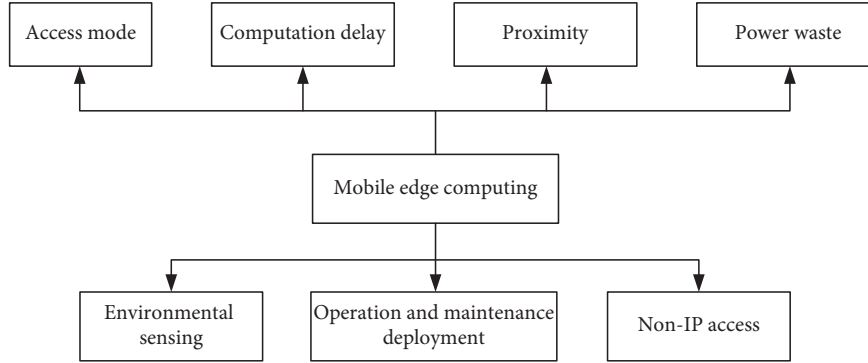 Access mode
Computation delay
Proximity
Power waste
Mobile edge computing
Environmental
sensing
Operation and maintenance
deployment
Non-IP access